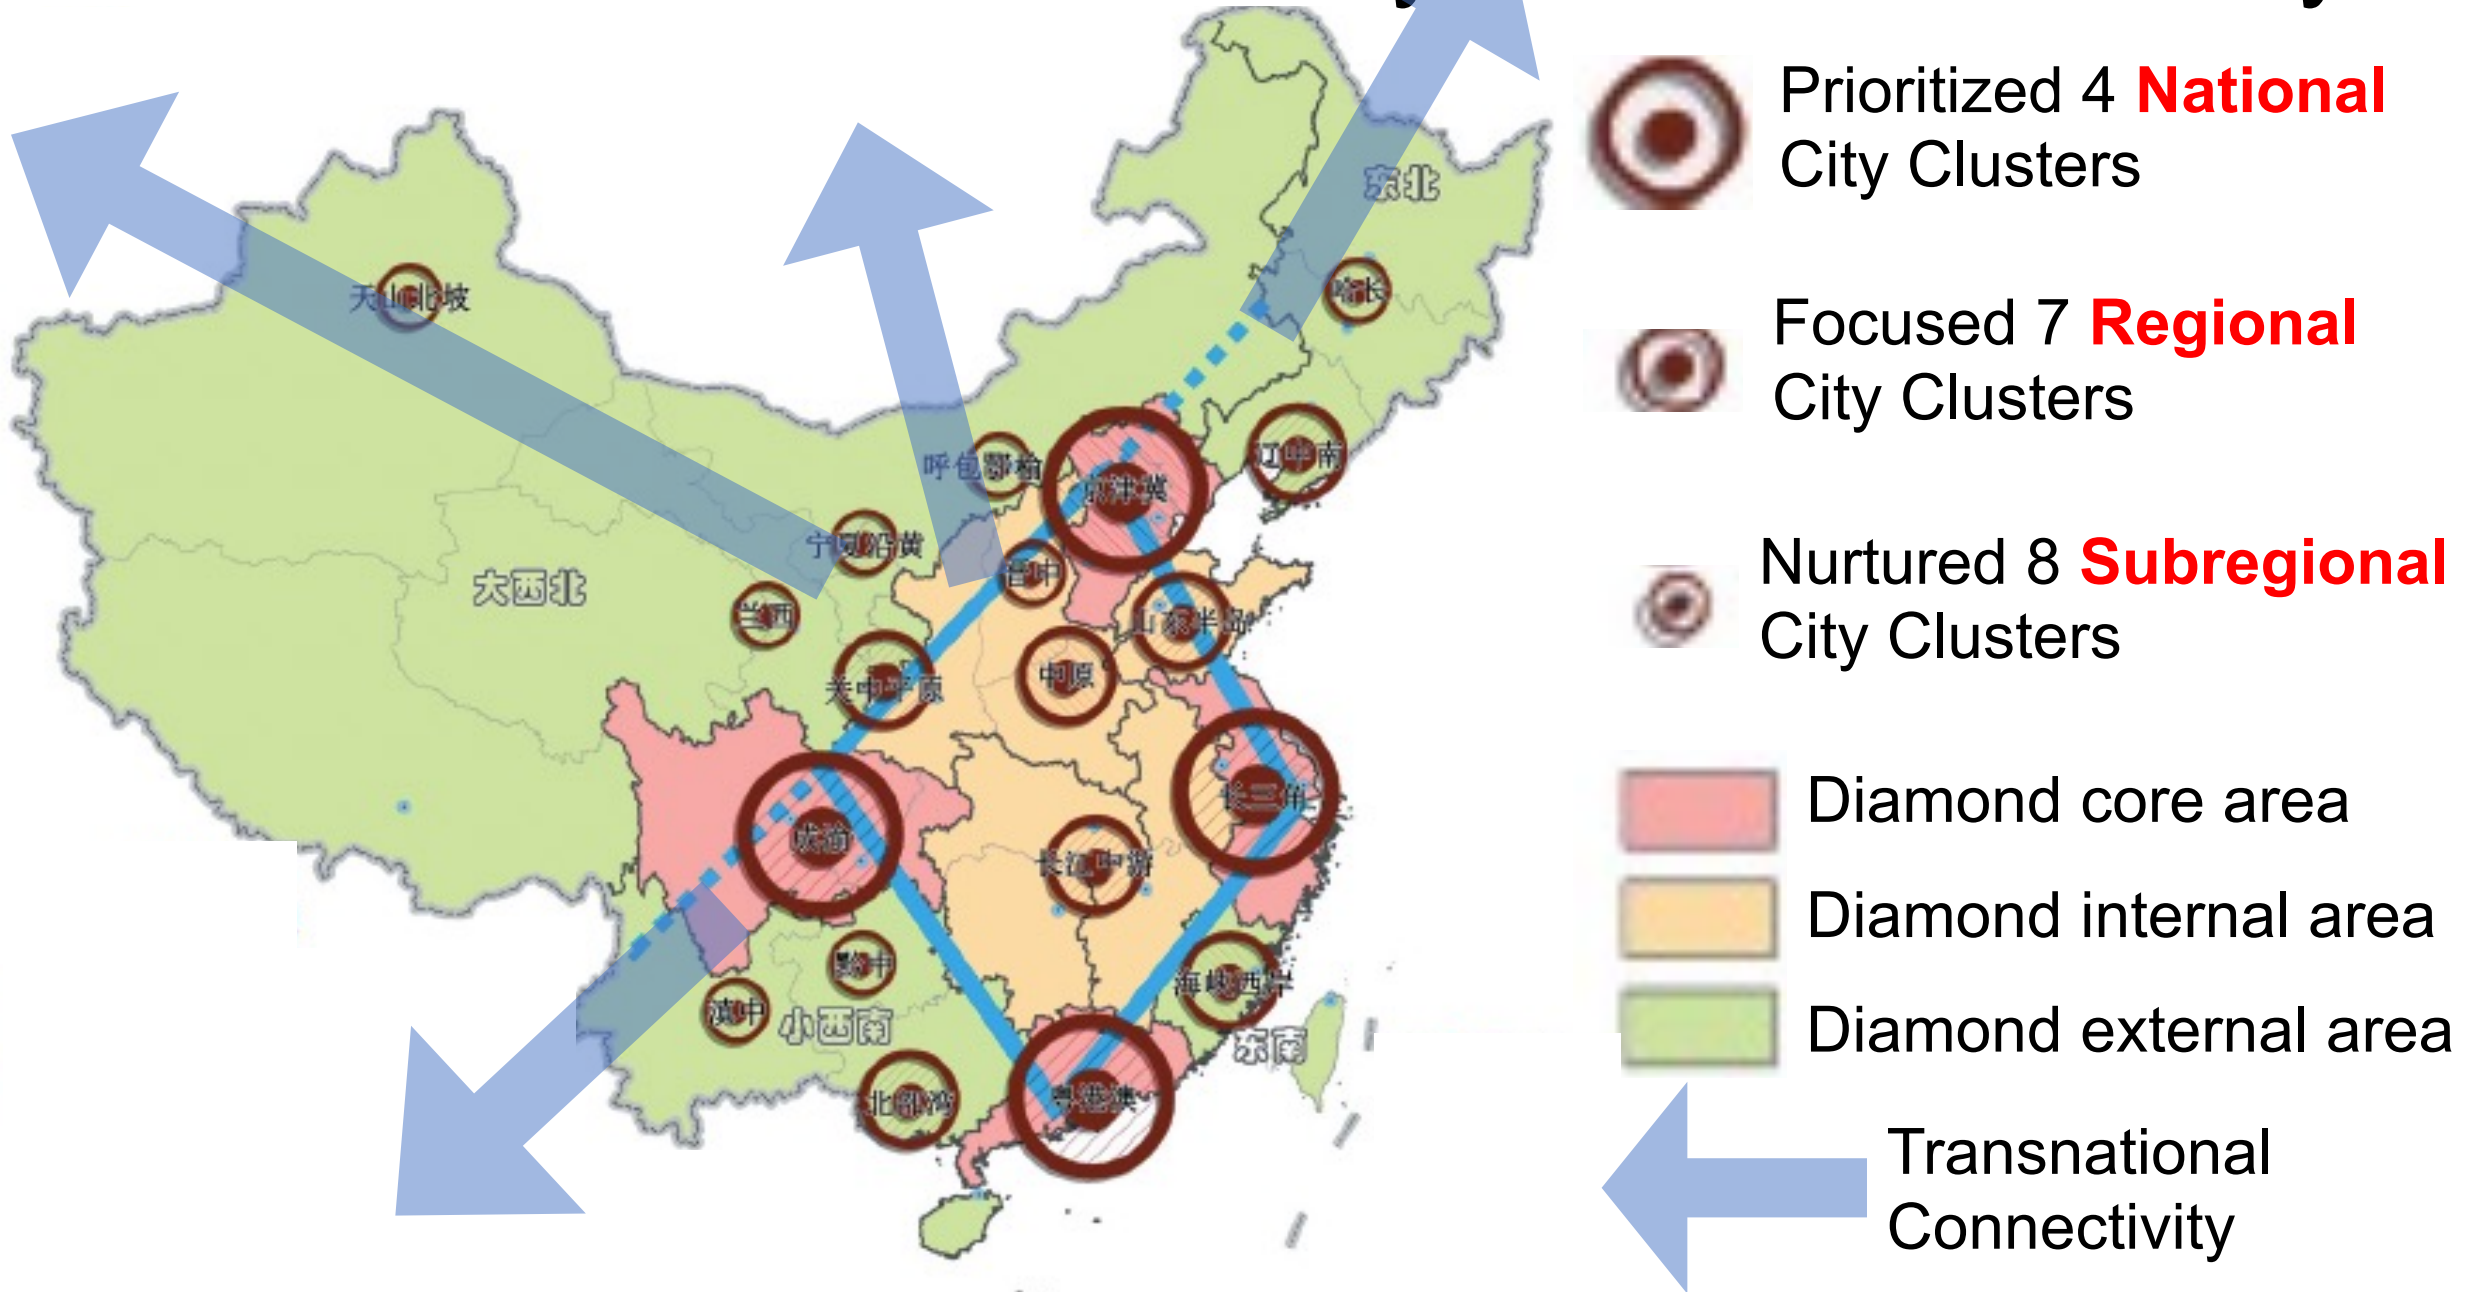 Prioritized 4 National
City Clusters
Focused 7 Regional
City Clusters
Nurtured 8 Subregional
City Clusters
Diamond core area
Diamond internal area
Diamond external area
Transnational
Connectivity
东北
哈长
天山北坡
呼包鄂榆
京津冀
辽中南
宁夏沿黄
晋中
大西北
兰西
山东半岛
关中平原
中原
长三角
成渝
长江中游
黔中
海峡西岸
滇中
小西南
东南
北部湾
粤港澳